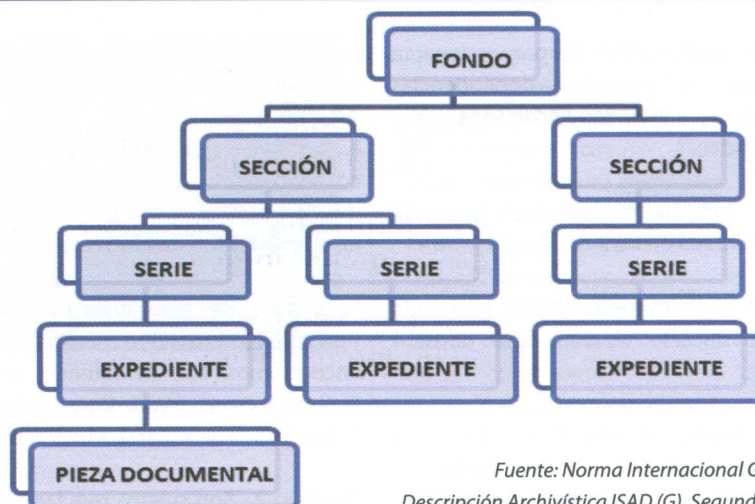 FONDO
SECCIÓN
SECCIÓN
SERIE
SERIE
SERIE
EXPEDIENTE
EXPEDIENTE
EXPEDIENTE
PIEZA DOCUMENTAL
Fuente: Norma Internacional
Descripción Archivística ISAD (G). Segund